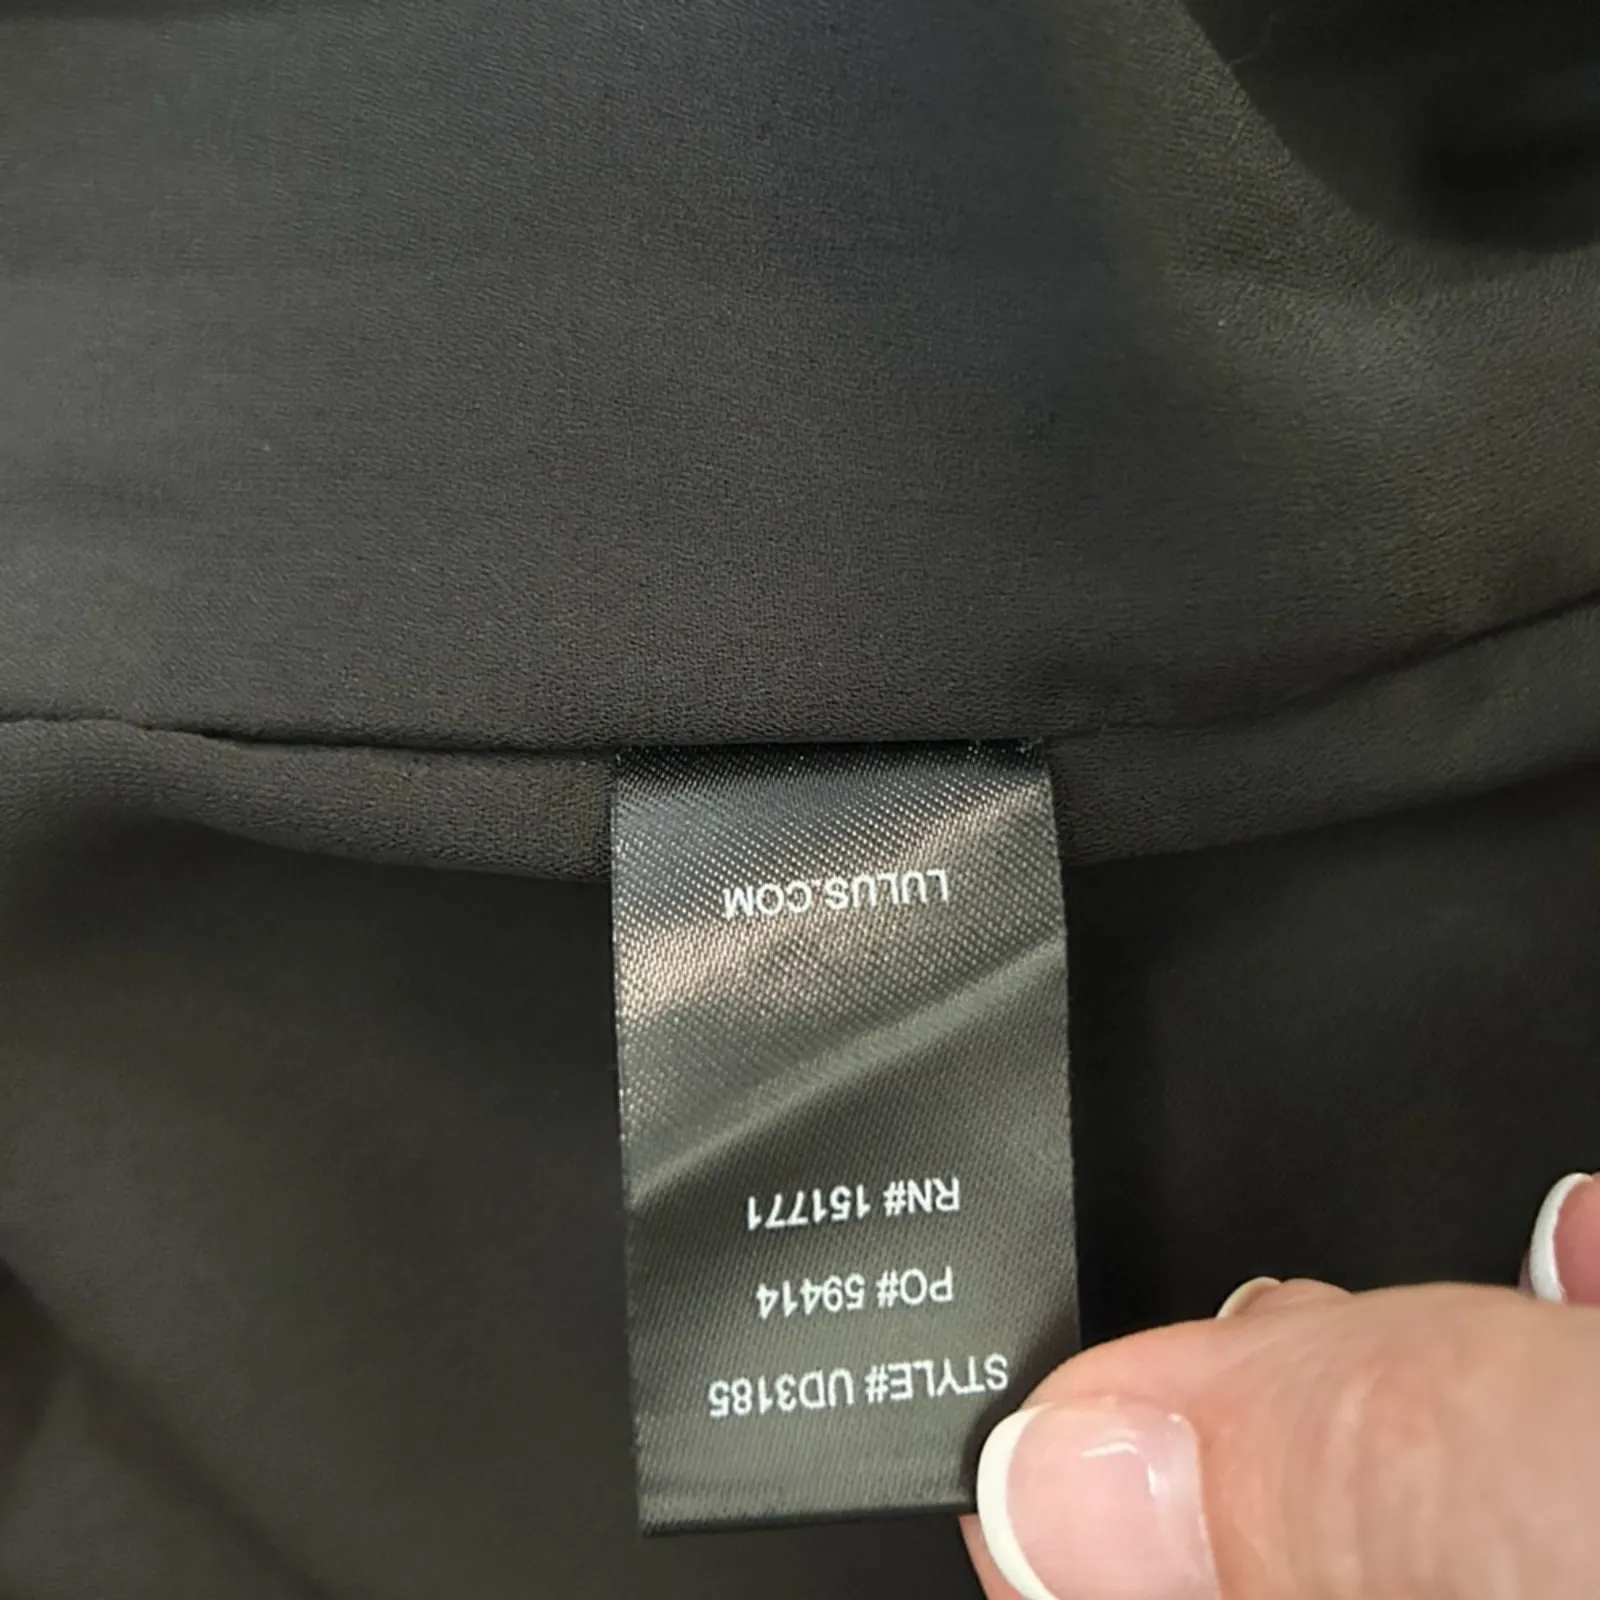 STYLE# UD3185
PO# 59414
RN# 151771
LULUS.COM